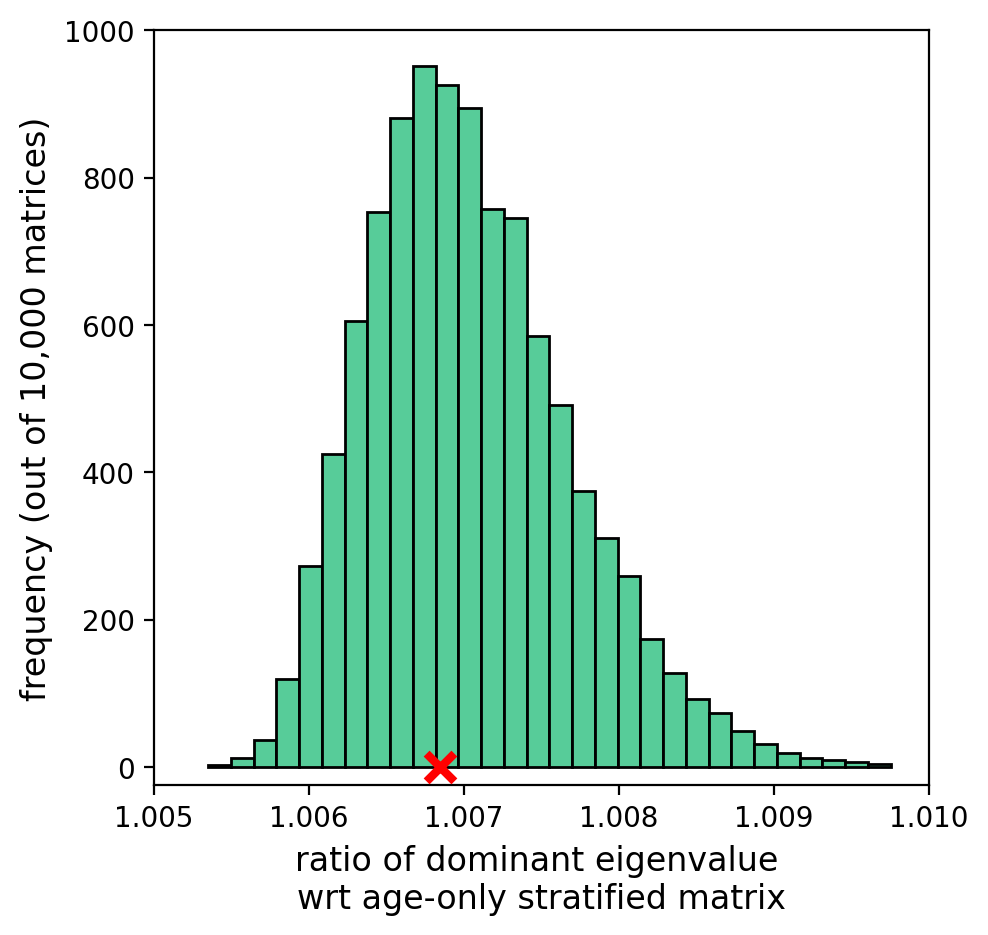 1000
800
600
400
200
0
frequency (out of 10,000 matrices)
1.005 1.006 1.007 1.008 1.009 1.010
ratio of dominant eigenvalue
wrt age-only stratified matrix